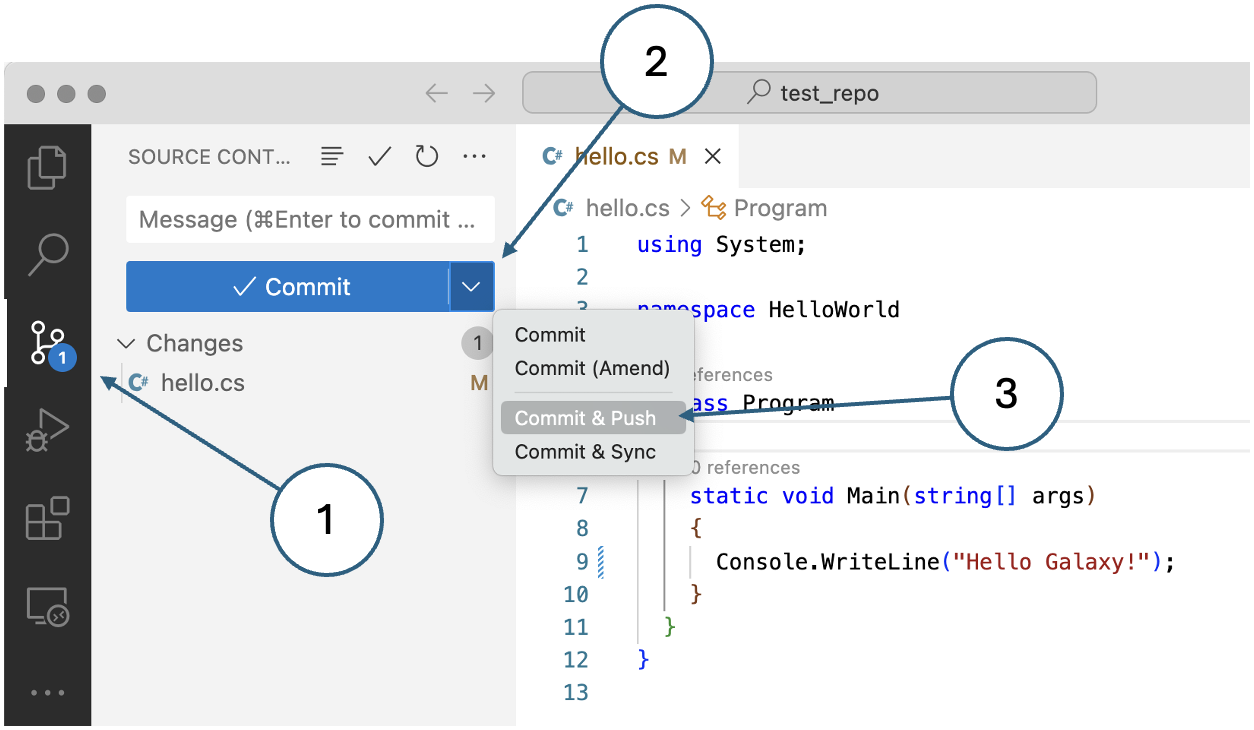 2
test_repo
SOURCE CONT...
C# hello.cs M
Message (⌘Enter to commit ...
C# hello.cs > Program
Commit
Changes 1
C# hello.cs M
1
Commit
Commit (Amend)
Commit & Push
Commit & Sync
1
3
1 using System;
2
3 namespace HelloWorld
eferences
ass Program
0 references
7 static void Main(string[] args)
8 {
9 Console.WriteLine("Hello Galaxy!");
10 }
11 }
12 }
13